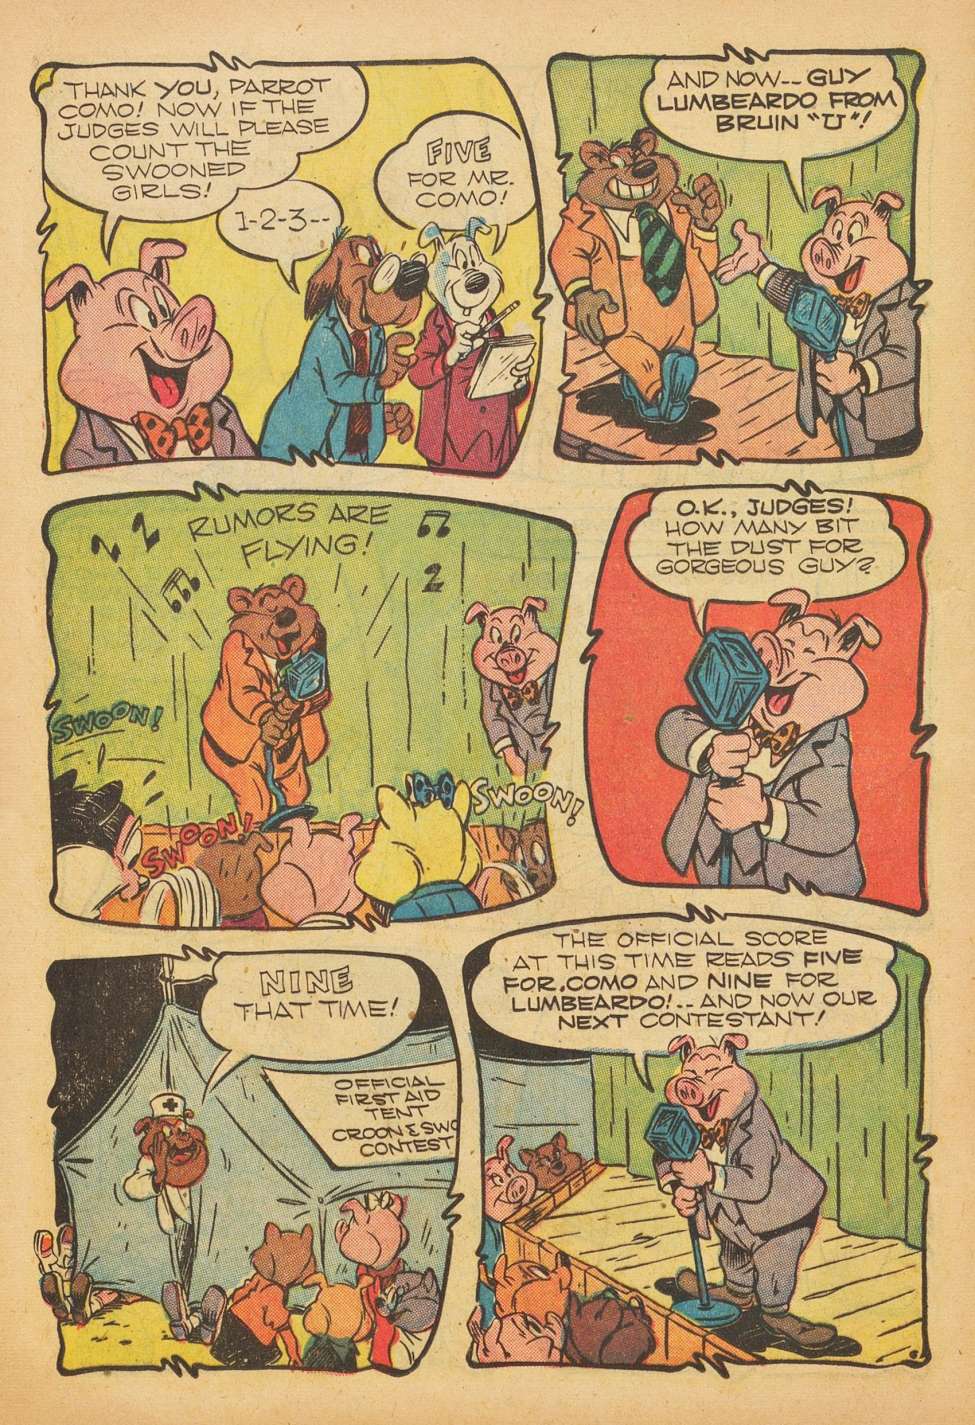 THANK YOU, PARROT
COMO! NOW IF THE
JUDGES WILL PLEASE
COUNT THE
SWOONED
GIRLS!
1-2-3--
FIVE
FOR MR.
COMO!
AND NOW-- GUY
LUMBEARDO FROM
BRUIN "U"!
RUMORS ARE
FLYING!
SWOON!
SWOON!
SWOON!
O.K., JUDGES!
HOW MANY BIT
THE DUST FOR
GORGEOUS GUY?
NINE
THAT TIME!
OFFICIAL
FIRST AID
TENT
CROON & SWO
CONTEST
THE OFFICIAL SCORE
AT THIS TIME READS FIVE
FOR COMO AND NINE FOR
LUMBEARDO!-- AND NOW OUR
NEXT CONTESTANT!